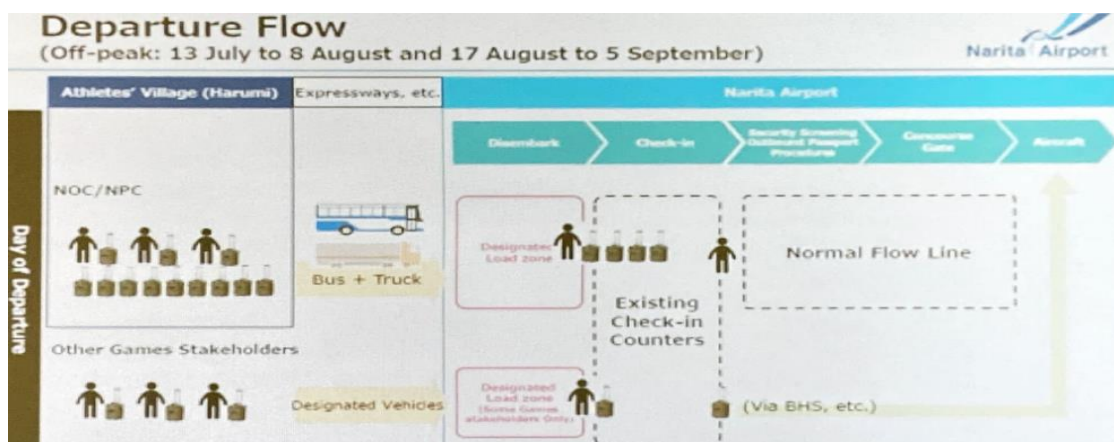 Departure Flow
(Off-peak: 13 July to 8 August and 17 August to 5 September)
Narita Airport
Athletes' Village (Harumi)
Expressways, etc.
Narita Airport
Disembark
Check-in
Security Screening
Outbound Passport
Procedures
Concourse
Gate
Aircraft
Day of Departure
NOC/NPC
Bus + Truck
Designated
Load zone
Existing
Check-in
Counters
Normal Flow Line
Other Games Stakeholders
Designated Vehicles
Designated
Load zone
(Some Games
stakeholders Only)
(Via BHS, etc.)